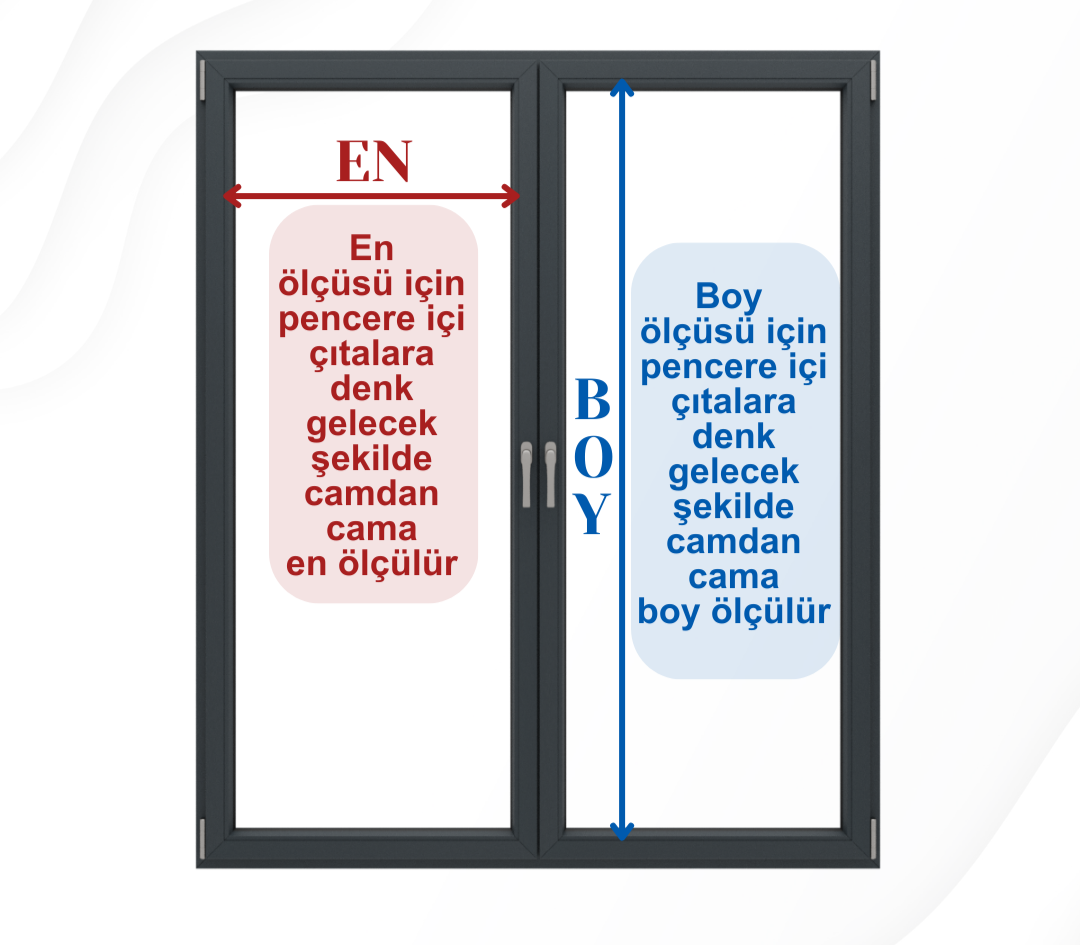 EN
En
ölçüsü için
pencere içi
çıtalara
denk
gelecek
şekilde
camdan
cama
en ölçülür
B
O
Y
Boy
ölçüsü için
pencere içi
çıtalara
denk
gelecek
şekilde
camdan
cama
boy ölçülür